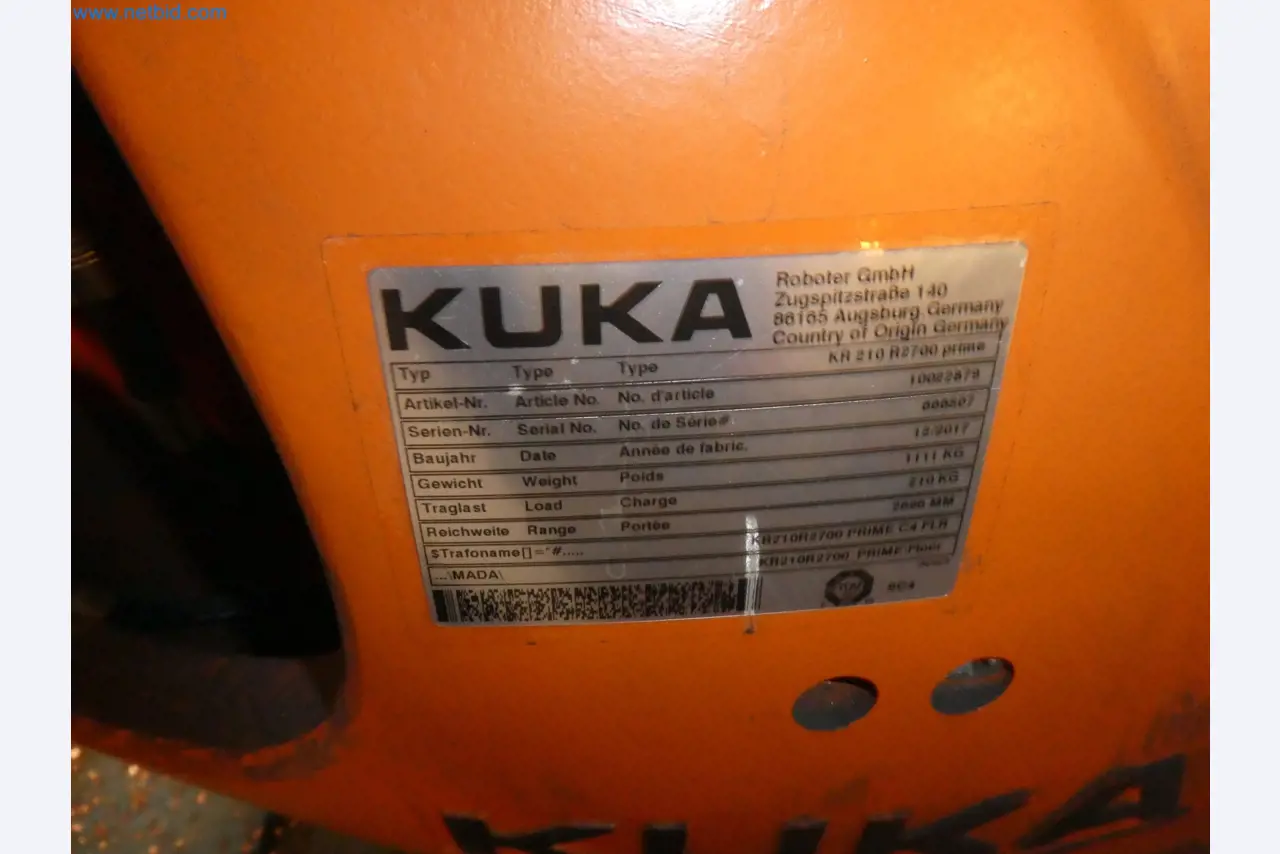 www.netbid.com
KUKA
Roboter GmbH
Zugspitzstraße 140
86165 Augsburg Germany
Country of Origin Germany
Typ Type Type KR 210 R2700 prime
Artikel-Nr. Article No. No. d'article
Serien-Nr. Serial No. No. de Série#
Baujahr Date Année de fabric. 12/2017
Gewicht Weight Poids 1111 KG
Traglast Load Charge 210 KG
Reichweite Range Portée MM
$Trafoname[]="#..... KR210R2700 PRIME C4 FLR
...\MADA\ KR210R2700 PRIME Floor
KUKA